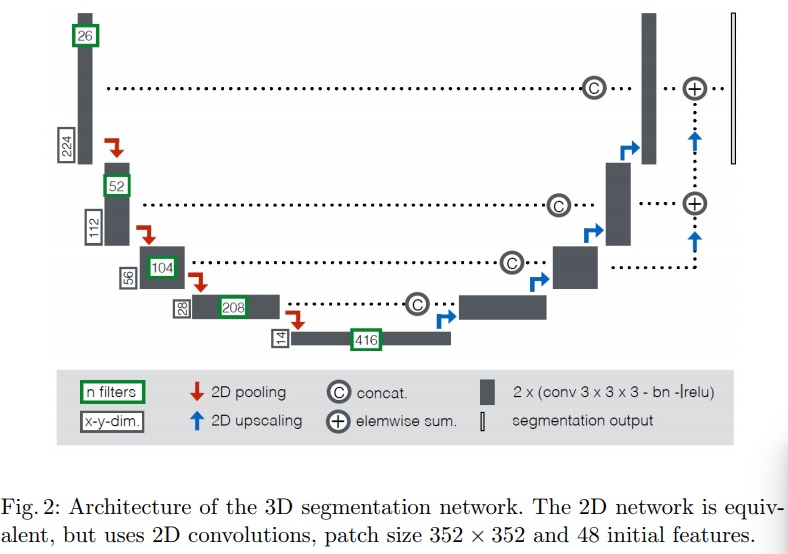 26
C
+
224
52
112
C
+
56
104
C
28
208
C
14
416
n filters
2D pooling
C concat.
2 x (conv 3 x 3 x 3 - bn -lrelu)
x-y-dim.
2D upscaling
+ elemwise sum.
segmentation output
Fig. 2: Architecture of the 3D segmentation network. The 2D network is equiv-
alent, but uses 2D convolutions, patch size 352 × 352 and 48 initial features.